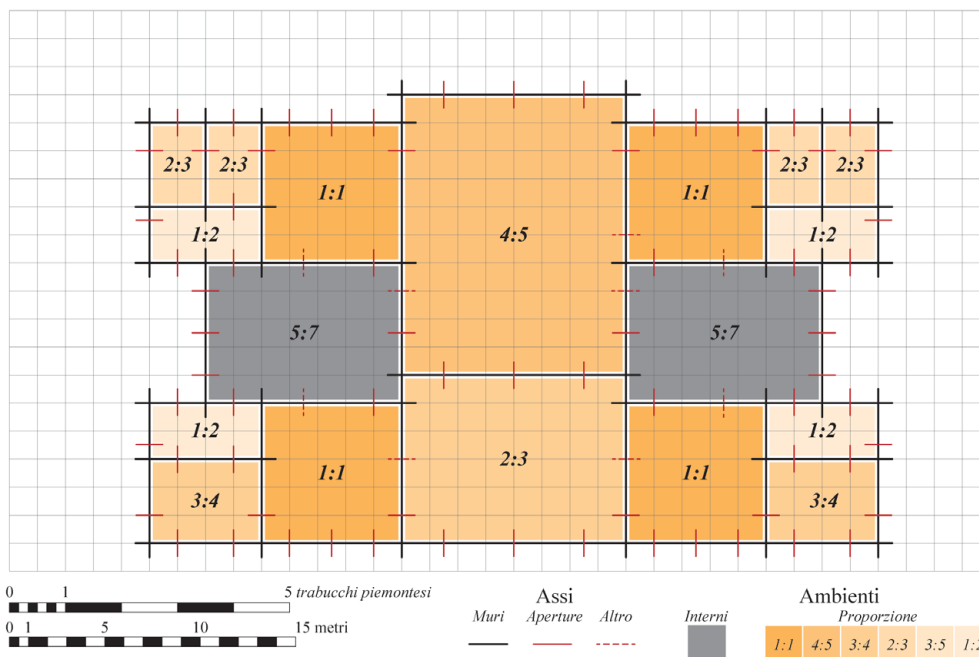 2:3 2:3 2:3 2:3
1:1 1:1
1:2 4:5 1:2
5:7 5:7
1:2 1:2
2:3
1:1 1:1
3:4 3:4
0 1 5 trabucchi piemontesi
0 1 5 10 15 metri
Assi
Muri Aperture Altro
Interni
Ambienti
Proporzione
1:1 4:5 3:4 2:3 3:5